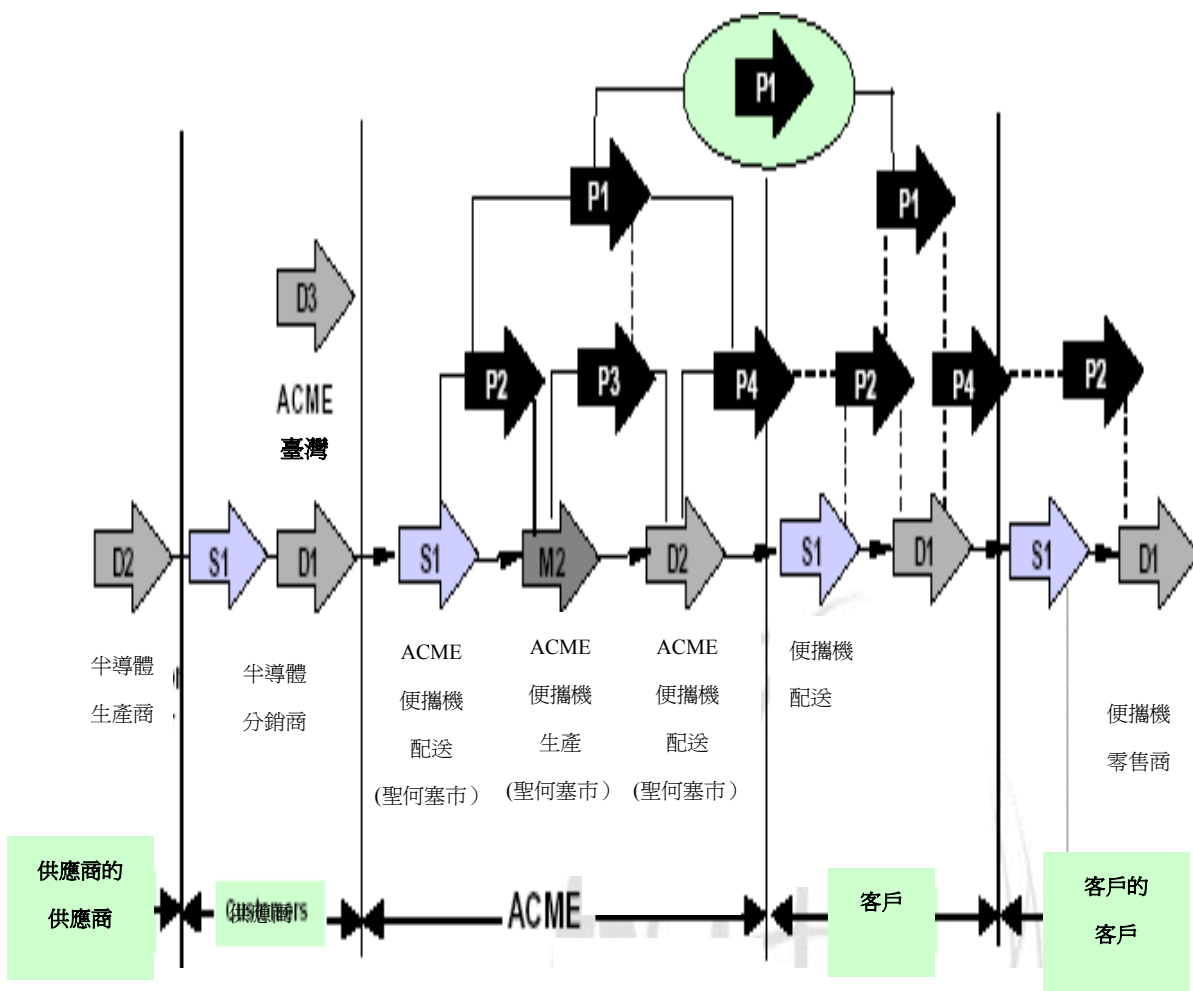 P1
P1
P1
D3
P2
P3
P4
P2
P4
P2
ACME
臺灣
D2
S1
D1
S1
M2
D2
S1
D1
S1
D1
半導體
生產商
半導體
分銷商
ACME
便攜機
配送
(聖何塞市）
ACME
便攜機
生產
(聖何塞市）
ACME
便攜機
配送
(聖何塞市）
便攜機
配送
便攜機
零售商
供應商的
供應商
供應商
ACME
客戶
客戶的
客戶